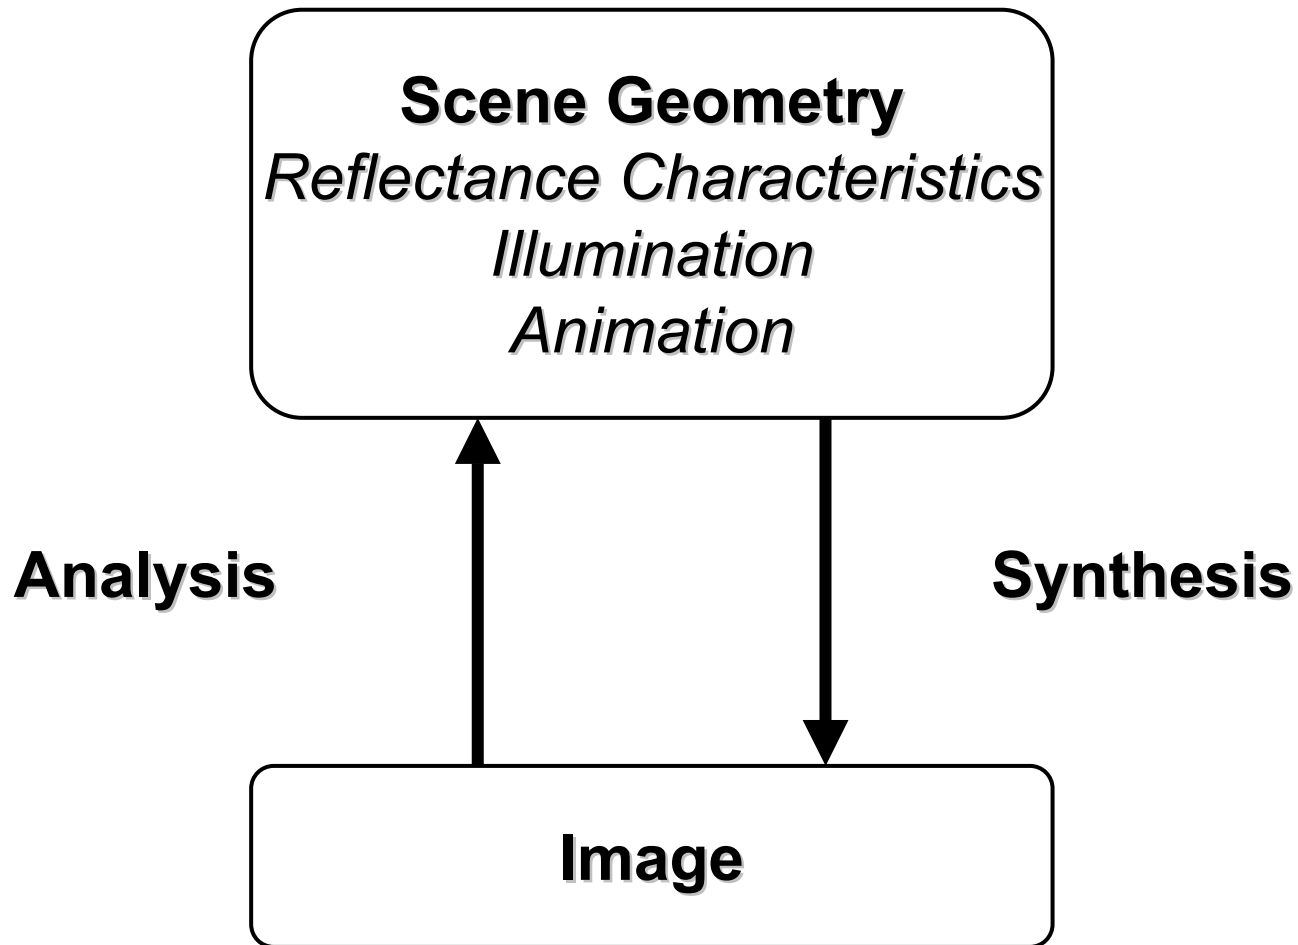 Scene Geometry
Reflectance Characteristics
Illumination
Animation
Analysis
Synthesis
Image